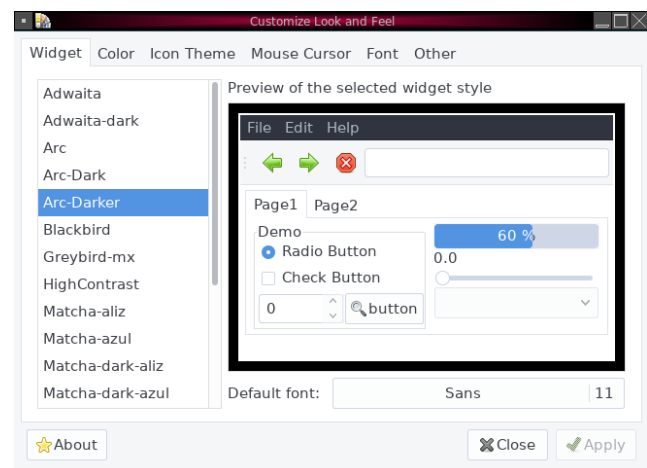 Customize Look and Feel
Widget Color Icon Theme Mouse Cursor Font Other
Adwaita
Adwaita-dark
Arc
Arc-Dark
Arc-Darker
Blackbird
Greybird-mx
HighContrast
Matcha-aliz
Matcha-azul
Matcha-dark-aliz
Matcha-dark-azul
Preview of the selected widget style
File Edit Help
Page1 Page2
Demo
Radio Button
Check Button
0 button
60 %
0.0
Default font: Sans 11
About Close Apply